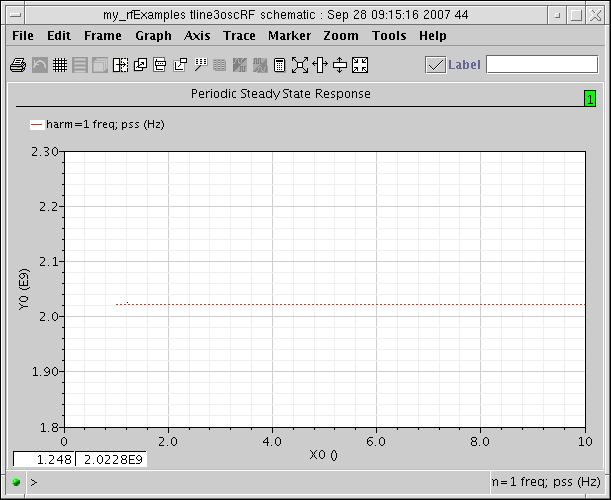 my_rfExamples tline3oscRF schematic : Sep 28 09:15:16 2007 44
File Edit Frame Graph Axis Trace Marker Zoom Tools Help
Label
Periodic Steady State Response
1
harm=1 freq; pss (Hz)
2.30
2.2
2.1
2.0
1.90
1.8
Y0 (E9)
0 2.0 4.0 6.0 8.0 10
X0 ()
1.248 2.0228E9
> n=1 freq; pss (Hz)